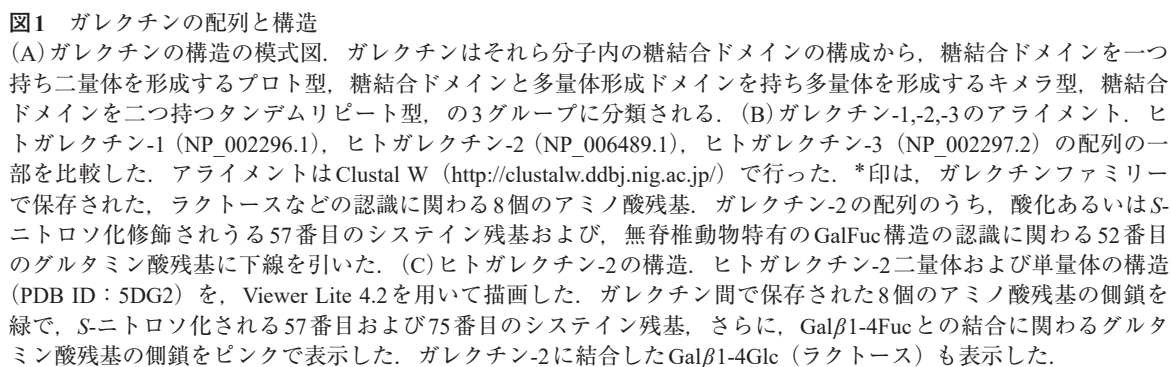 図1 ガレクチンの配列と構造
(A)ガレクチンの構造の模式図．ガレクチンはそれら分子内の糖結合ドメインの構成から，糖結合ドメインを一つ
持ち二量体を形成するプロト型，糖結合ドメインと多量体形成ドメインを持ち多量体を形成するキメラ型，糖結合
ドメインを二つ持つタンデムリピート型，の3グループに分類される．(B)ガレクチン-1,-2,-3のアライメント．ヒ
トガレクチン-1（NP_002296.1），ヒトガレクチン-2（NP_006489.1），ヒトガレクチン-3（NP_002297.2）の配列の一
部を比較した．アライメントはClustal W（http://clustalw.ddbj.nig.ac.jp/）で行った．*印は，ガレクチンファミリー
で保存された，ラクトースなどの認識に関わる8個のアミノ酸残基．ガレクチン-2の配列のうち，酸化あるいはS-
ニトロソ化修飾されうる57番目のシステイン残基および，無脊椎動物特有のGalFuc構造の認識に関わる52番目
のグルタミン酸残基に下線を引いた．(C)ヒトガレクチン-2の構造．ヒトガレクチン-2二量体および単量体の構造
（PDB ID：5DG2）を，Viewer Lite 4.2を用いて描画した．ガレクチン間で保存された8個のアミノ酸残基の側鎖を
緑で，S-ニトロソ化される57番目および75番目のシステイン残基，さらに，Galβ1-4Fucとの結合に関わるグルタ
ミン酸残基の側鎖をピンクで表示した．ガレクチン-2に結合したGalβ1-4Glc（ラクトース）も表示した．